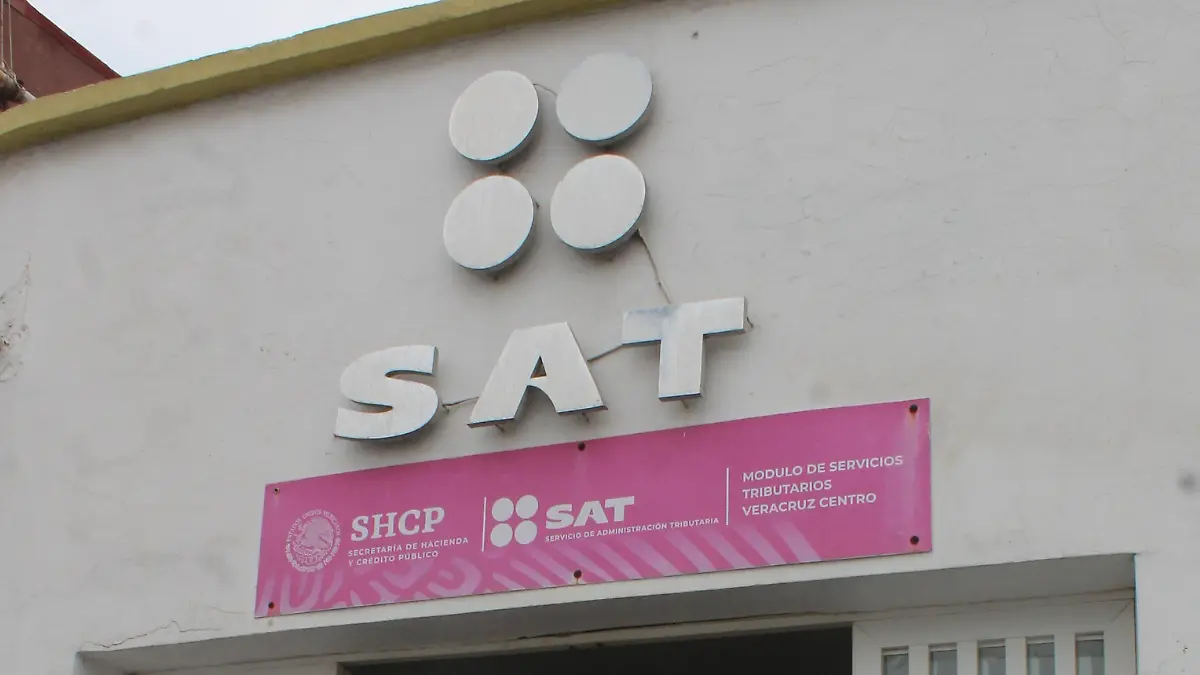 SAT
SHCP
SECRETARÍA DE HACIENDA
Y CRÉDITO PÚBLICO
SAT
SERVICIO DE ADMINISTRACIÓN TRIBUTARIA
MODULO DE SERVICIOS
TRIBUTARIOS
VERACRUZ CENTRO